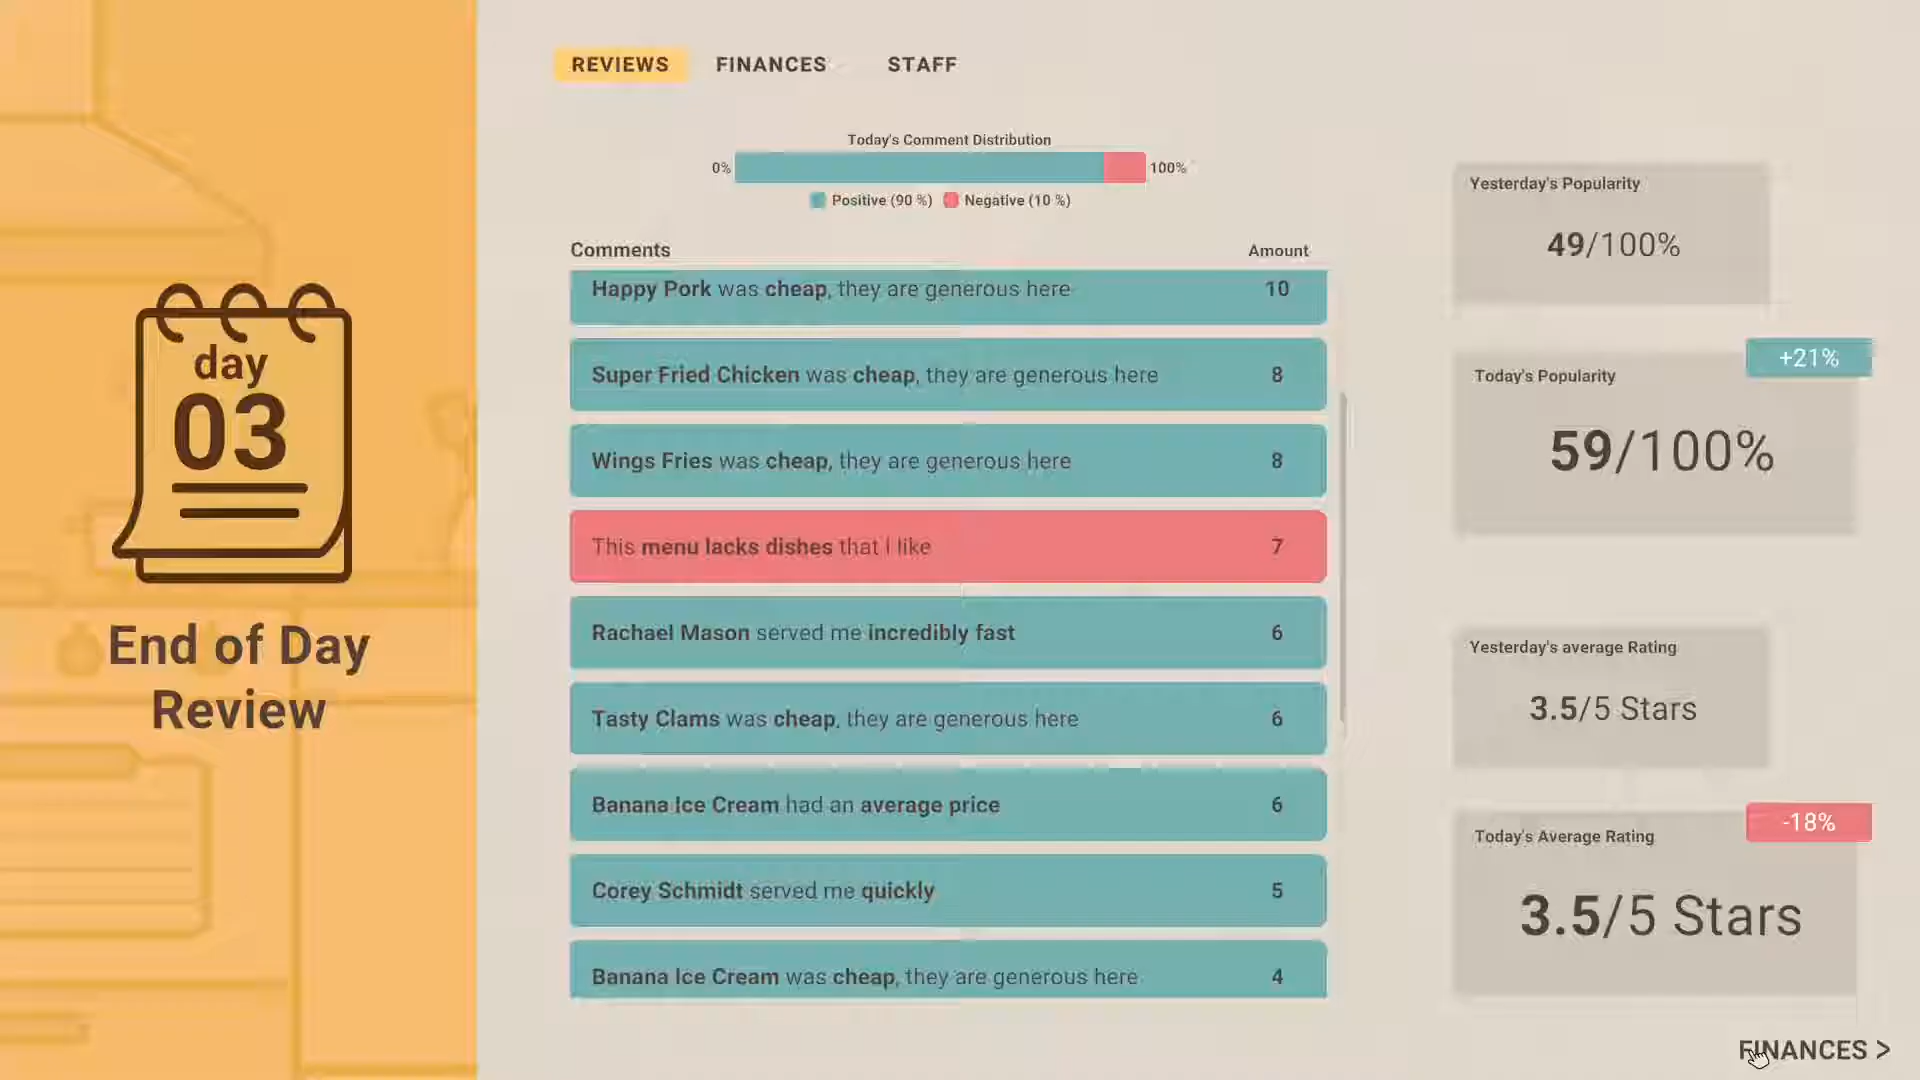 REVIEWS FINANCES STAFF
Today's Comment Distribution
0% 100%
Positive (90 %) Negative (10 %)
Comments Amount
Happy Pork was cheap, they are generous here 10
Super Fried Chicken was cheap, they are generous here 8
Wings Fries was cheap, they are generous here 8
This menu lacks dishes that I like 7
Rachael Mason served me incredibly fast 6
Tasty Clams was cheap, they are generous here 6
Banana Ice Cream had an average price 6
Corey Schmidt served me quickly 5
Banana Ice Cream was cheap, they are generous here 4
day
03
End of Day
Review
Yesterday's Popularity
49/100%
+21%
Today's Popularity
59/100%
Yesterday's average Rating
3.5/5 Stars
-18%
Today's Average Rating
3.5/5 Stars
FINANCES >